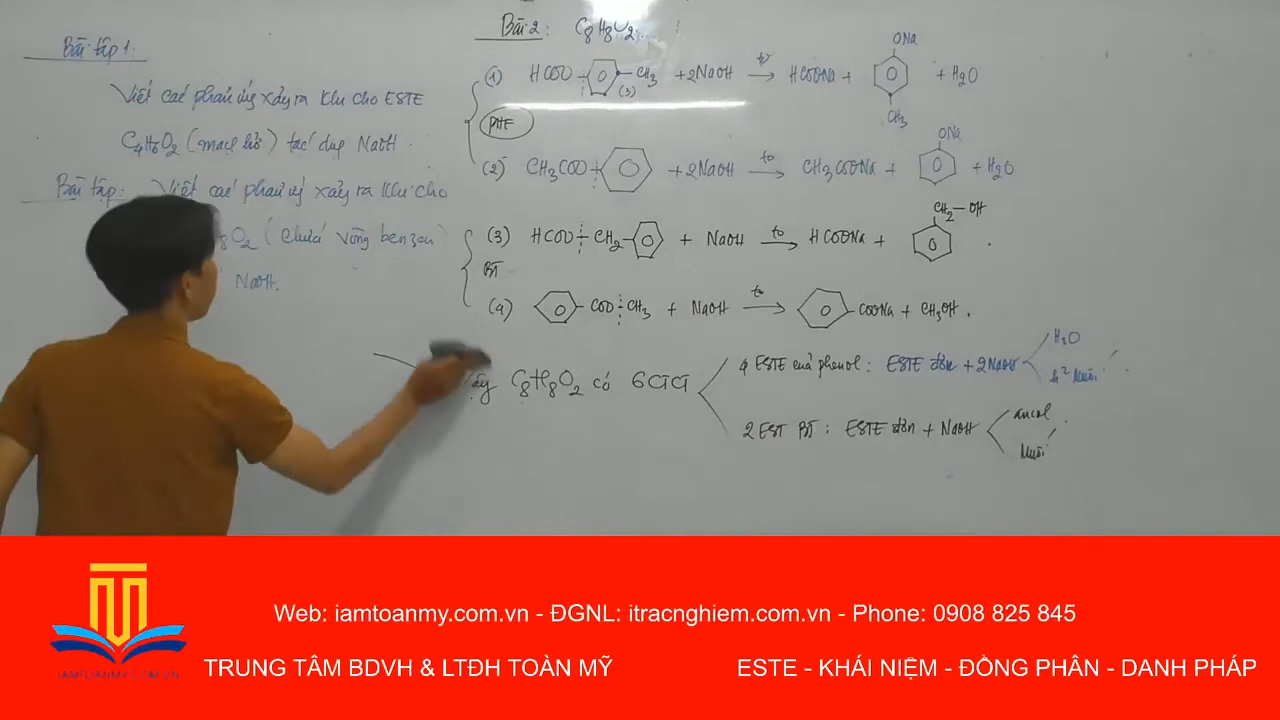 Bài tập 1:
Viết các phản ứng xảy ra khi cho ESTE
C4H8O2 (mạch hở) tác dụng NaOH.
Bài tập: Viết các phản ứng xảy ra khi cho
8O2 (chứa vòng benzen)
NaOH.
Bài 2: C8H8O2
(1) HCOO CH3 + 2NaOH t° HCOONa + ONa CH3 + H2O
(3)
PHE
(2) CH3COO + 2NaOH t° CH3COONa + ONa + H2O
(3) HCOO CH2 + NaOH t° HCOONa + CH2-OH
BT
(4) COO CH3 + NaOH t° COONa + CH3OH.
C8H8O2 có 6CTCT
4 ESTE của phenol: ESTE đơn + 2NaOH H2O
h² muối
2 EST BT: ESTE đơn + NaOH ancol
Muối
IAMTOANMY.COM.VN
Web: iamtoanmy.com.vn - ĐGNL: itracnghiem.com.vn - Phone: 0908 825 845
TRUNG TÂM BDVH & LTĐH TOÀN MỸ
ESTE - KHÁI NIỆM - ĐỒNG PHÂN - DANH PHÁP